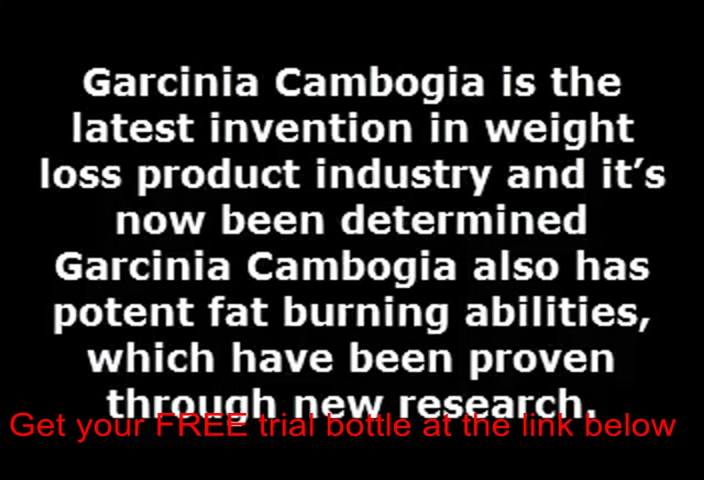 Garcinia Cambogia is the
latest invention in weight
loss product industry and it’s
now been determined
Garcinia Cambogia also has
potent fat burning abilities,
which have been proven
through new research.
Get your FREE trial bottle at the link below